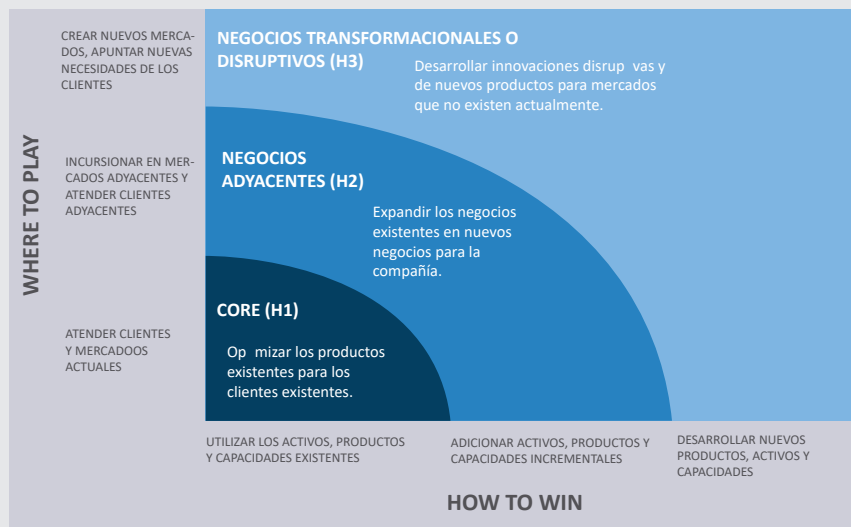 CREAR NUEVOS MERCA-
DOS, APUNTAR NUEVAS
NECESIDADES DE LOS
CLIENTES
NEGOCIOS TRANSFORMACIONALES O
DISRUPTIVOS (H3)
Desarrollar innovaciones disrup vas y
de nuevos productos para mercados
que no existen actualmente.
WHERE TO PLAY
INCURSIONAR EN MER-
CADOS ADYACENTES Y
ATENDER CLIENTES
ADYACENTES
NEGOCIOS
ADYACENTES (H2)
Expandir los negocios
existentes en nuevos
negocios para la
compañía.
CORE (H1)
Op mizar los productos
existentes para los
clientes existentes.
ATENDER CLIENTES
Y MERCADOOS
ACTUALES
UTILIZAR LOS ACTIVOS, PRODUCTOS
Y CAPACIDADES EXISTENTES
ADICIONAR ACTIVOS, PRODUCTOS Y
CAPACIDADES INCREMENTALES
DESARROLLAR NUEVOS
PRODUCTOS, ACTIVOS Y
CAPACIDADES
HOW TO WIN